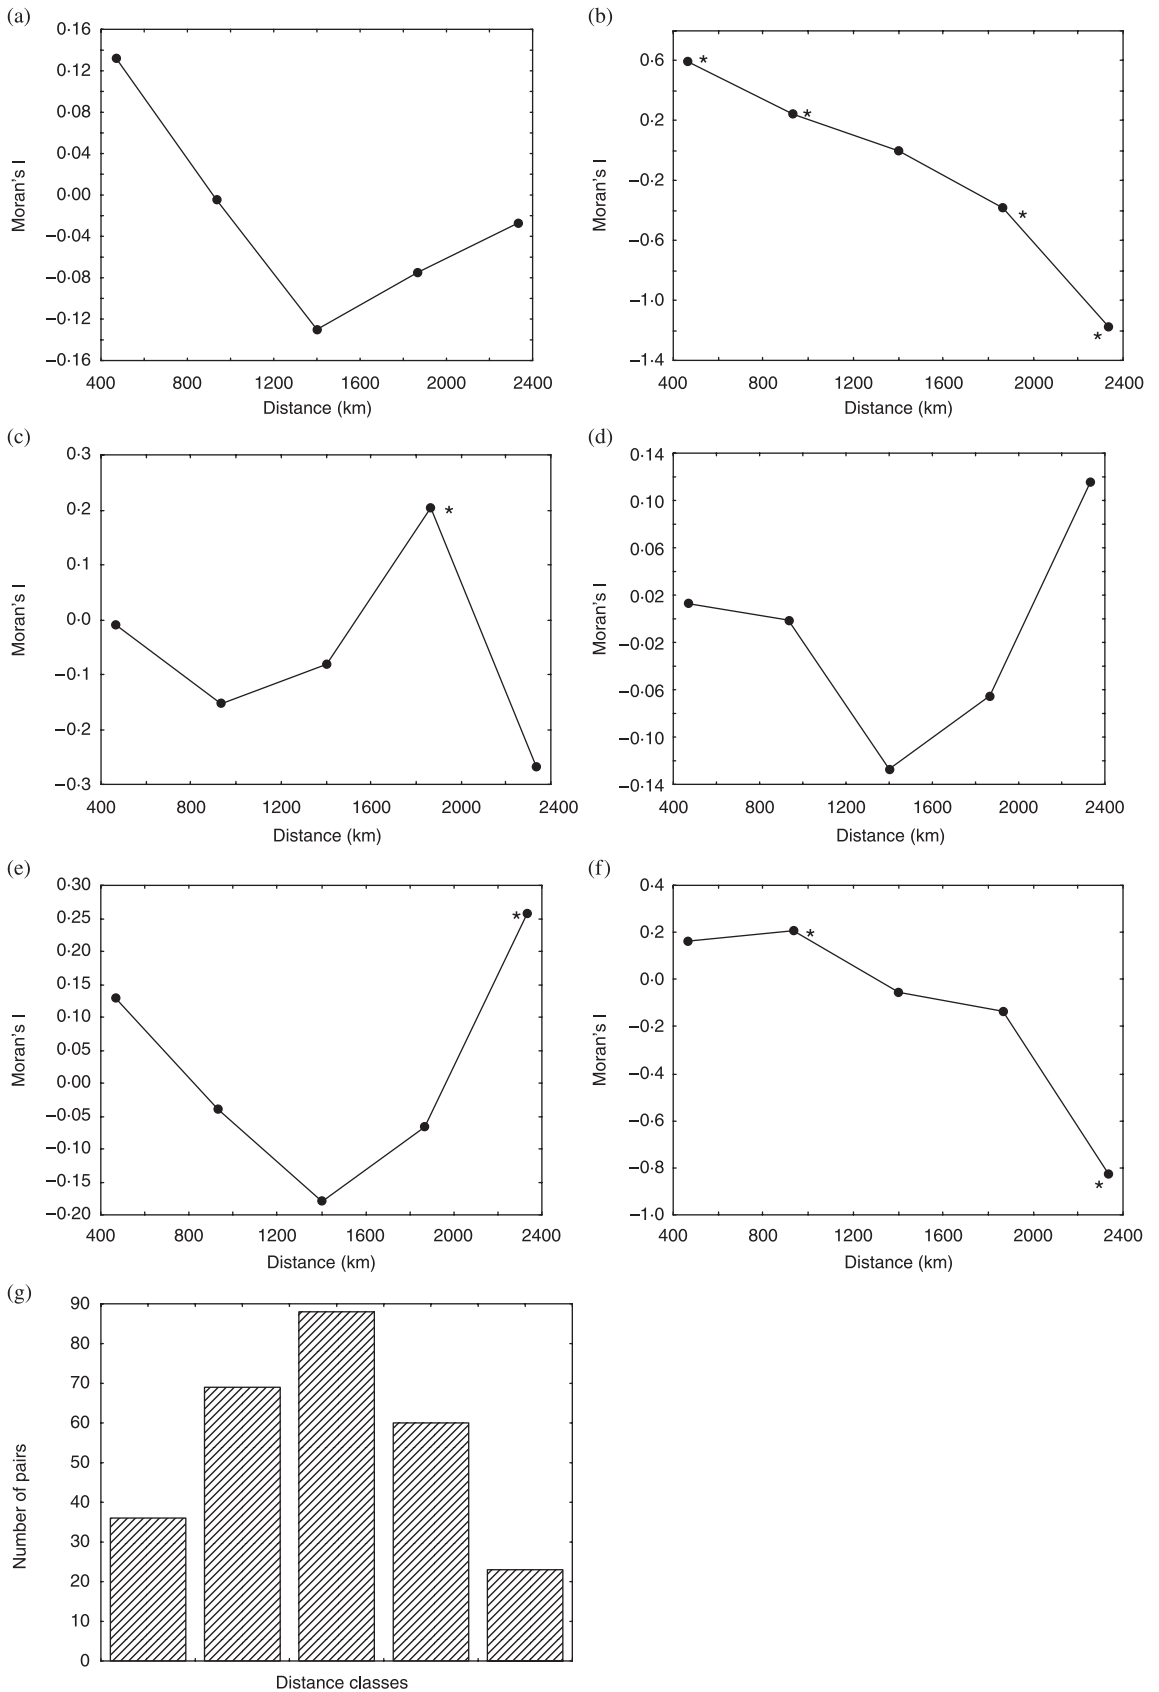 (a)
0·16
0·12
0·08
0·04
0·00
−0·04
−0·08
−0·12
−0·16
Moran's I
400 800 1200 1600 2000 2400
Distance (km)
(b)
0·6
0·2
−0·2
−0·6
−1·0
−1·4
Moran's I
* * * *
400 800 1200 1600 2000 2400
Distance (km)
(c)
0·3
0·2
0·1
0·0
−0·1
−0·2
−0·3
Moran's I
*
400 800 1200 1600 2000 2400
Distance (km)
(d)
0·14
0·10
0·06
0·02
−0·02
−0·06
−0·10
−0·14
Moran's I
400 800 1200 1600 2000 2400
Distance (km)
(e)
0·30
0·25
0·20
0·15
0·10
0·05
0·00
−0·05
−0·10
−0·15
−0·20
Moran's I
*
400 800 1200 1600 2000 2400
Distance (km)
(f)
0·4
0·2
0·0
−0·2
−0·4
−0·6
−0·8
−1·0
Moran's I
* *
400 800 1200 1600 2000 2400
Distance (km)
(g)
90
80
70
60
50
40
30
20
10
0
Number of pairs
Distance classes